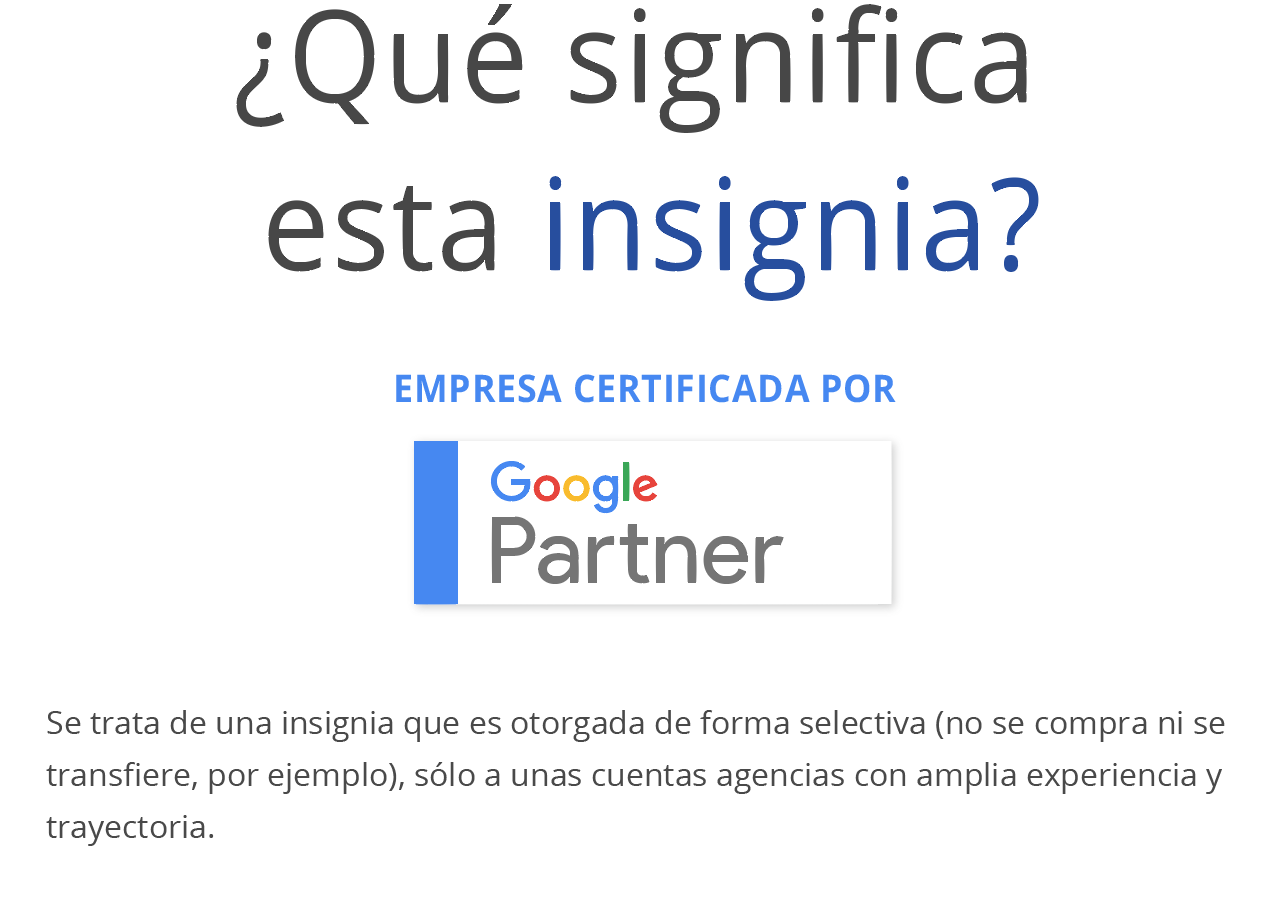 ¿Qué significa
esta insignia?
EMPRESA CERTIFICADA POR
Google
Partner
Se trata de una insignia que es otorgada de forma selectiva (no se compra ni se
transfiere, por ejemplo), sólo a unas cuentas agencias con amplia experiencia y
trayectoria.